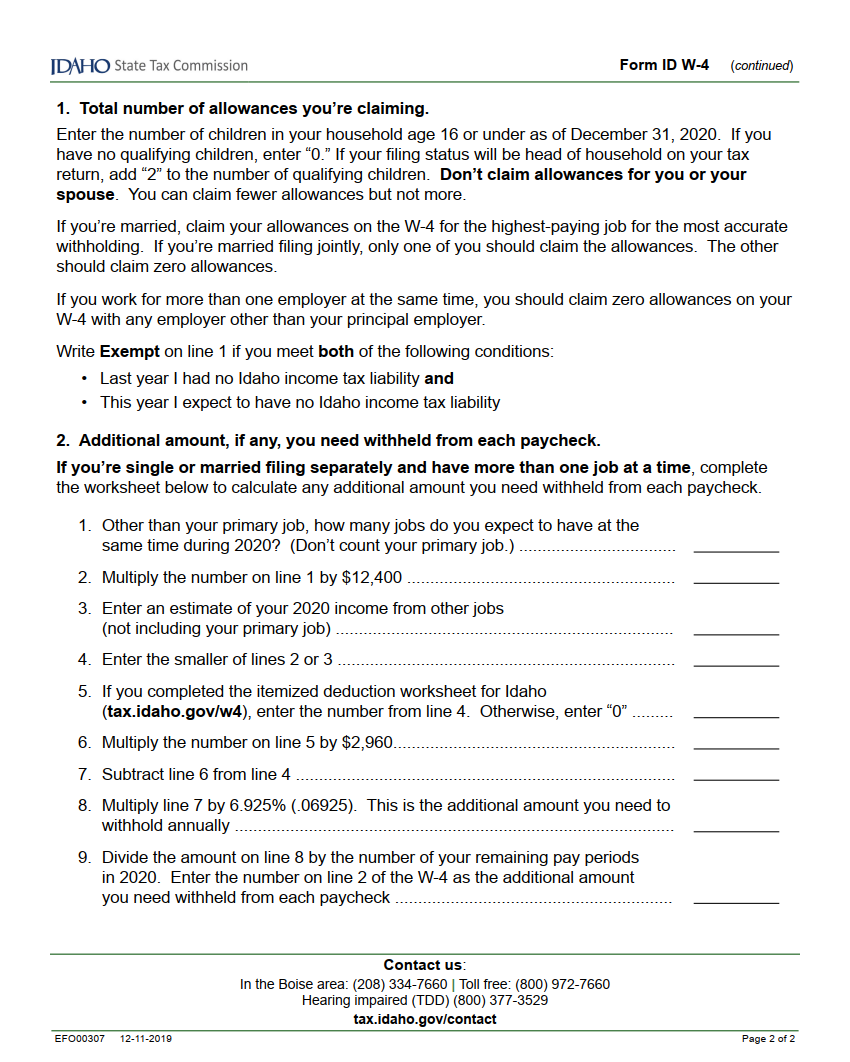 IDAHO State Tax Commission
Form ID W-4 (continued)
1. Total number of allowances you’re claiming.
Enter the number of children in your household age 16 or under as of December 31, 2020. If you
have no qualifying children, enter “0.” If your filing status will be head of household on your tax
return, add “2” to the number of qualifying children. Don’t claim allowances for you or your
spouse. You can claim fewer allowances but not more.
If you’re married, claim your allowances on the W-4 for the highest-paying job for the most accurate
withholding. If you’re married filing jointly, only one of you should claim the allowances. The other
should claim zero allowances.
If you work for more than one employer at the same time, you should claim zero allowances on your
W-4 with any employer other than your principal employer.
Write Exempt on line 1 if you meet both of the following conditions:
• Last year I had no Idaho income tax liability and
• This year I expect to have no Idaho income tax liability
2. Additional amount, if any, you need withheld from each paycheck.
If you’re single or married filing separately and have more than one job at a time, complete
the worksheet below to calculate any additional amount you need withheld from each paycheck.
1. Other than your primary job, how many jobs do you expect to have at the
same time during 2020? (Don’t count your primary job.) .................................. __________
2. Multiply the number on line 1 by $12,400 .......................................................... __________
3. Enter an estimate of your 2020 income from other jobs
(not including your primary job) ......................................................................... __________
4. Enter the smaller of lines 2 or 3 ......................................................................... __________
5. If you completed the itemized deduction worksheet for Idaho
(tax.idaho.gov/w4), enter the number from line 4. Otherwise, enter “0” ......... __________
6. Multiply the number on line 5 by $2,960............................................................. __________
7. Subtract line 6 from line 4 .................................................................................. __________
8. Multiply line 7 by 6.925% (.06925). This is the additional amount you need to
withhold annually ............................................................................................... __________
9. Divide the amount on line 8 by the number of your remaining pay periods
in 2020. Enter the number on line 2 of the W-4 as the additional amount
you need withheld from each paycheck ............................................................ __________
Contact us:
In the Boise area: (208) 334-7660 | Toll free: (800) 972-7660
Hearing impaired (TDD) (800) 377-3529
tax.idaho.gov/contact
EFO00307 12-11-2019
Page 2 of 2